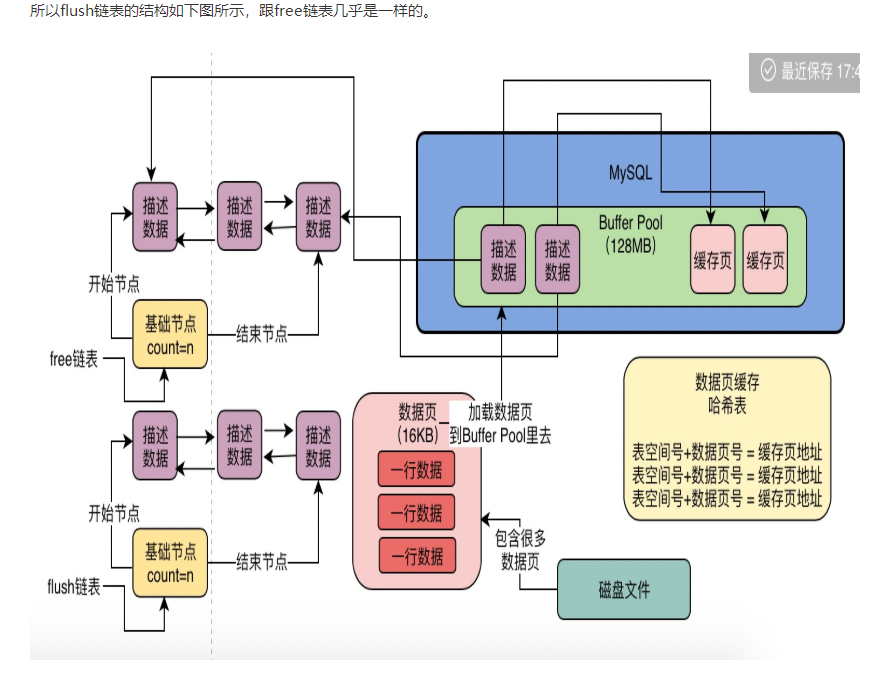 所以flush链表的结构如下图所示，跟free链表几乎是一样的。
最近保存 17:4
MySQL
Buffer Pool
（128MB）
描述
数据
描述
数据
缓存页
缓存页
描述
数据
描述
数据
描述
数据
开始节点
基础节点
count=n
结束节点
free链表
描述
数据
描述
数据
描述
数据
开始节点
基础节点
count=n
结束节点
flush链表
数据页
（16KB）
一行数据
一行数据
一行数据
加载数据页
到Buffer Pool里去
包含很多
数据页
磁盘文件
数据页缓存
哈希表
表空间号+数据页号 = 缓存页地址
表空间号+数据页号 = 缓存页地址
表空间号+数据页号 = 缓存页地址